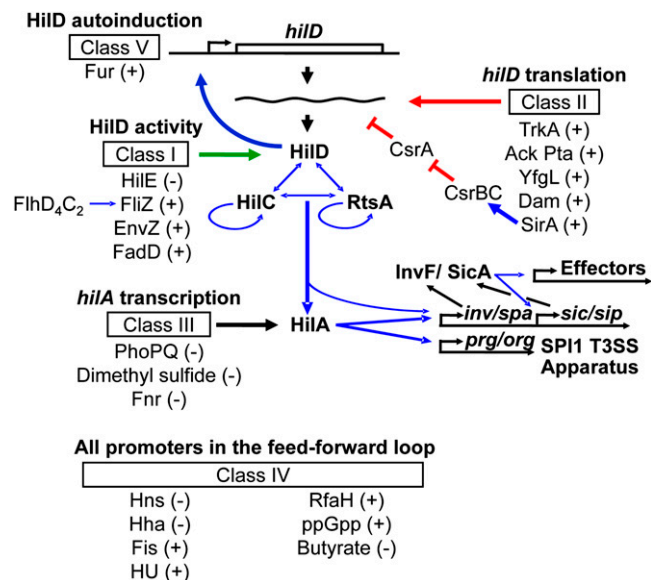 HilD autoinduction
Class V
Fur (+)
hilD
hilD translation
Class II
TrkA (+)
Ack Pta (+)
YfgL (+)
Dam (+)
SirA (+)
CsrA
CsrBC
HilD activity
Class I
HilE (-)
FlhD4C2 FliZ (+)
EnvZ (+)
FadD (+)
HilD
HilC RtsA
InvF/ SicA
Effectors
inv/spa sic/sip
prg/org SPI1 T3SS
Apparatus
hilA transcription
Class III
HilA
PhoPQ (-)
Dimethyl sulfide (-)
Fnr (-)
All promoters in the feed-forward loop
Class IV
Hns (-) RfaH (+)
Hha (-) ppGpp (+)
Fis (+) Butyrate (-)
HU (+)